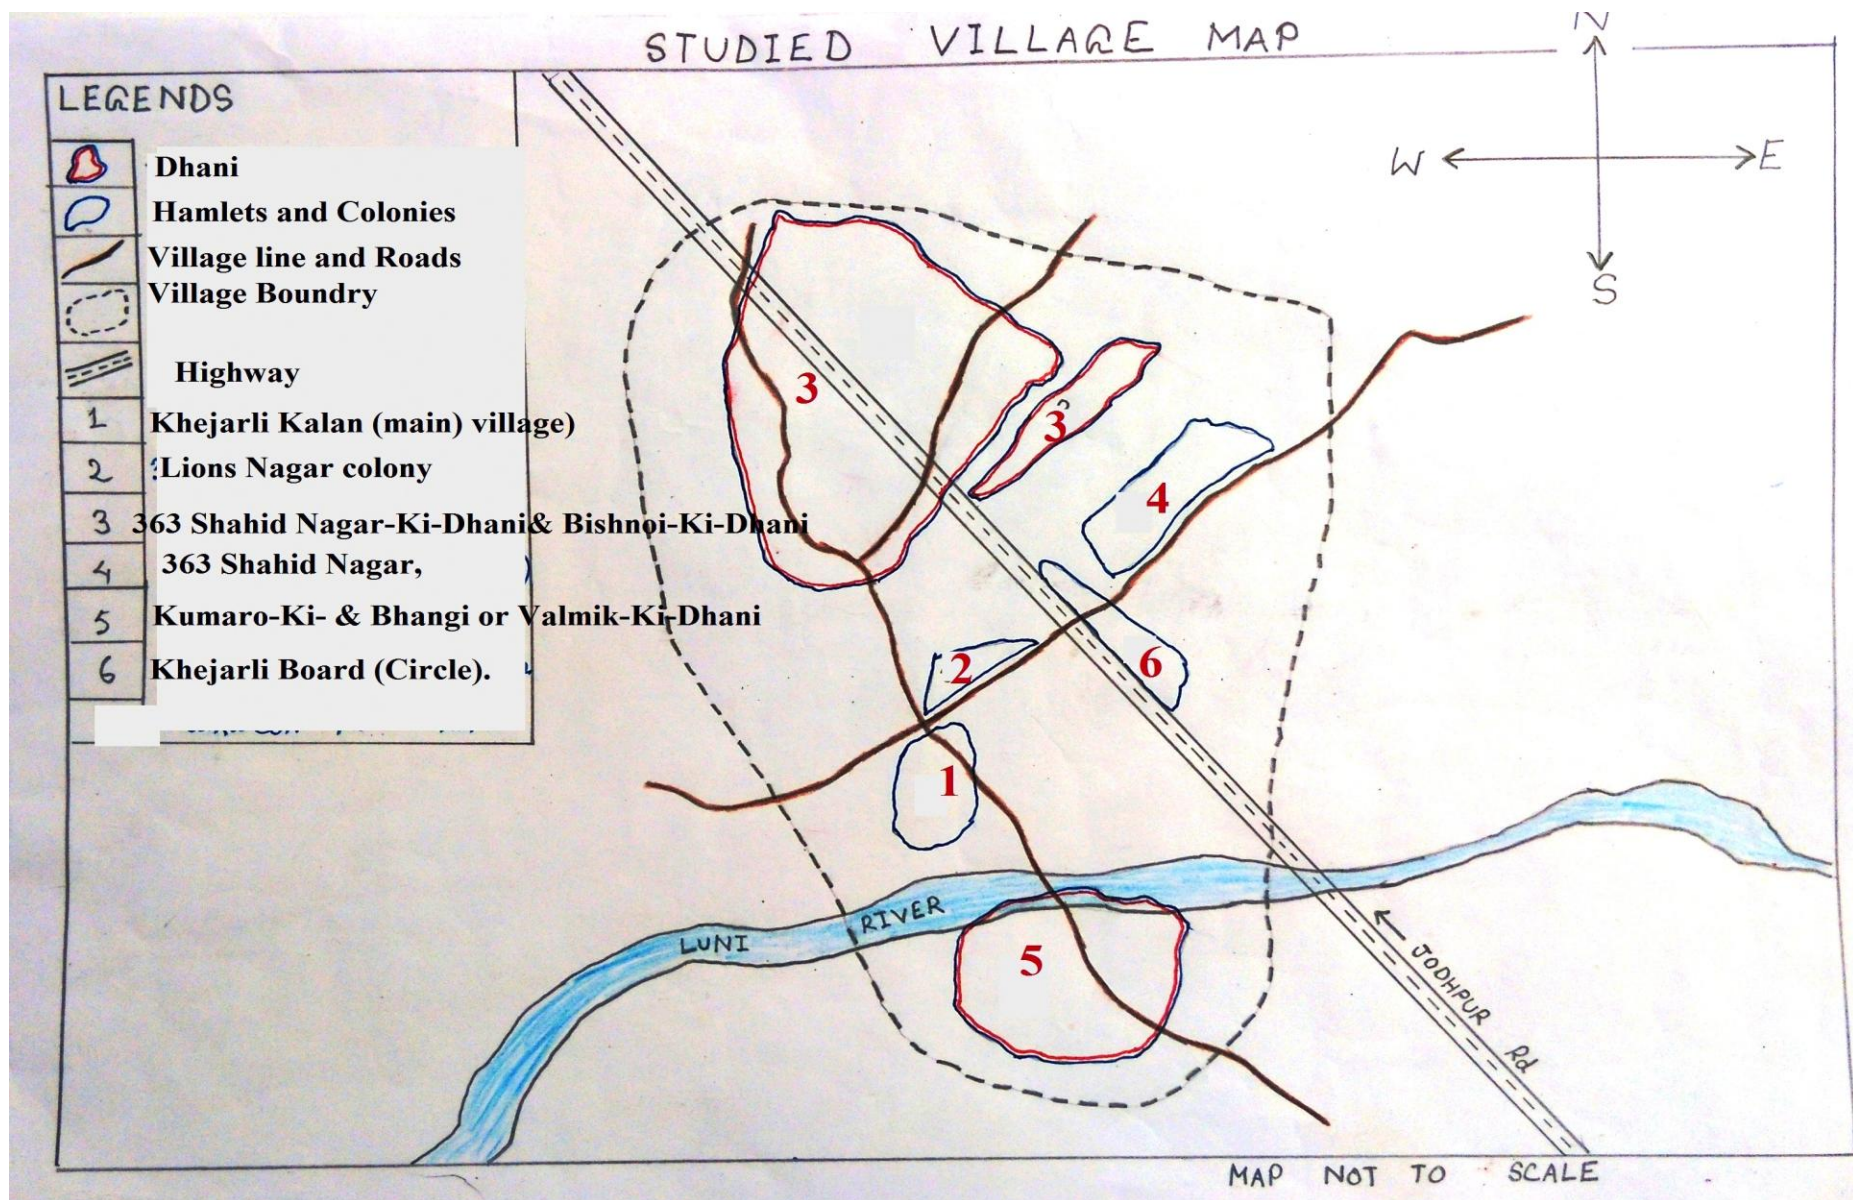 STUDIED VILLAGE MAP
N
W E
S
LEGENDS
Dhani
Hamlets and Colonies
Village line and Roads
Village Boundry
Highway
1 Khejarli Kalan (main) village)
2 Lions Nagar colony
3 363 Shahid Nagar-Ki-Dhani& Bishnoi-Ki-Dhani
4 363 Shahid Nagar,
5 Kumaro-Ki- & Bhangi or Valmik-Ki-Dhani
6 Khejarli Board (Circle).
3
3
4
2
6
1
5
LUNI RIVER
JODHPUR Rd
MAP NOT TO SCALE